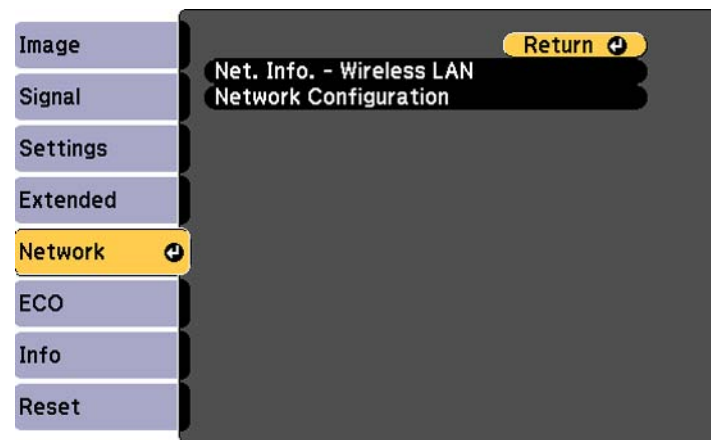 Image
Signal
Settings
Extended
Network
ECO
Info
Reset
Return
Net. Info. - Wireless LAN
Network Configuration